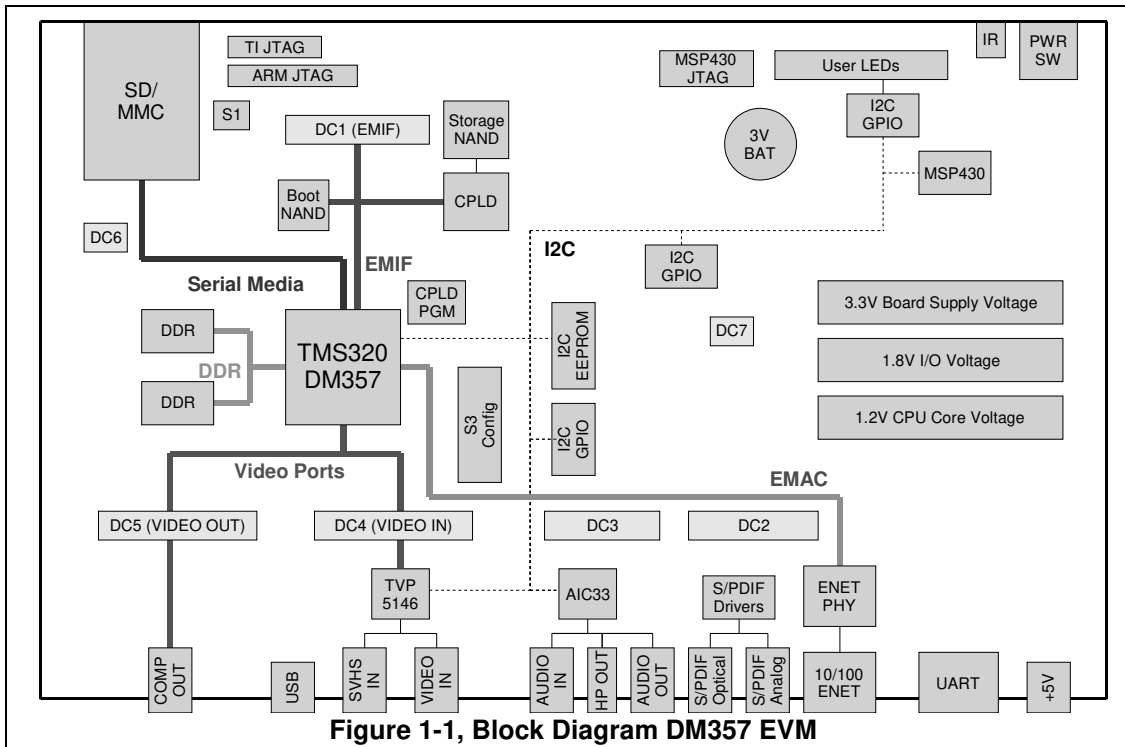 SD/
MMC
TI JTAG
ARM JTAG
S1
DC1 (EMIF)
Storage
NAND
Boot
NAND
CPLD
MSP430
JTAG
User LEDs
IR
PWR
SW
I2C
GPIO
3V
BAT
MSP430
DC6
EMIF
I2C
I2C
GPIO
Serial Media
CPLD
PGM
DDR
DDR
DDR
TMS320
DM357
I2C
EEPROM
DC7
3.3V Board Supply Voltage
1.8V I/O Voltage
1.2V CPU Core Voltage
S3
Config
I2C
GPIO
Video Ports
EMAC
DC5 (VIDEO OUT)
DC4 (VIDEO IN)
DC3
DC2
TVP
5146
AIC33
S/PDIF
Drivers
ENET
PHY
COMP
OUT
USB
SVHS
IN
VIDEO
IN
AUDIO
IN
HP OUT
AUDIO
OUT
S/PDIF
Optical
S/PDIF
Analog
10/100
ENET
UART
+5V
Figure 1-1, Block Diagram DM357 EVM